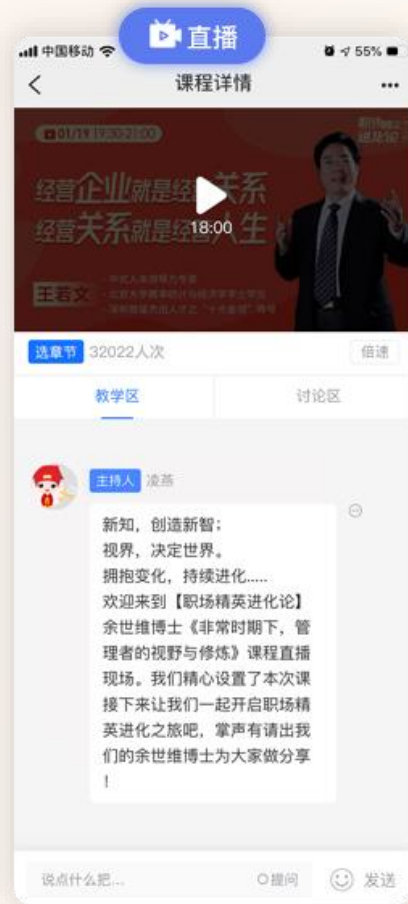 直播
中国移动 55%
课程详情
01/19 19:30-21:00
经营企业就是经营关系
18:00
经营关系就是经营人生
王若文
选章节 32022人次 倍速
教学区 讨论区
主持人 凌燕
新知，创造新智；
视界，决定世界。
拥抱变化，持续进化.....
欢迎来到【职场精英进化论】
余世维博士《非常时期下，管
理者的视野与修炼》课程直播
现场。我们精心设置了本次课
接下来让我们一起开启职场精
英进化之旅吧，掌声有请出我
们的余世维博士为大家做分享
！
说点什么把... 提问 发送